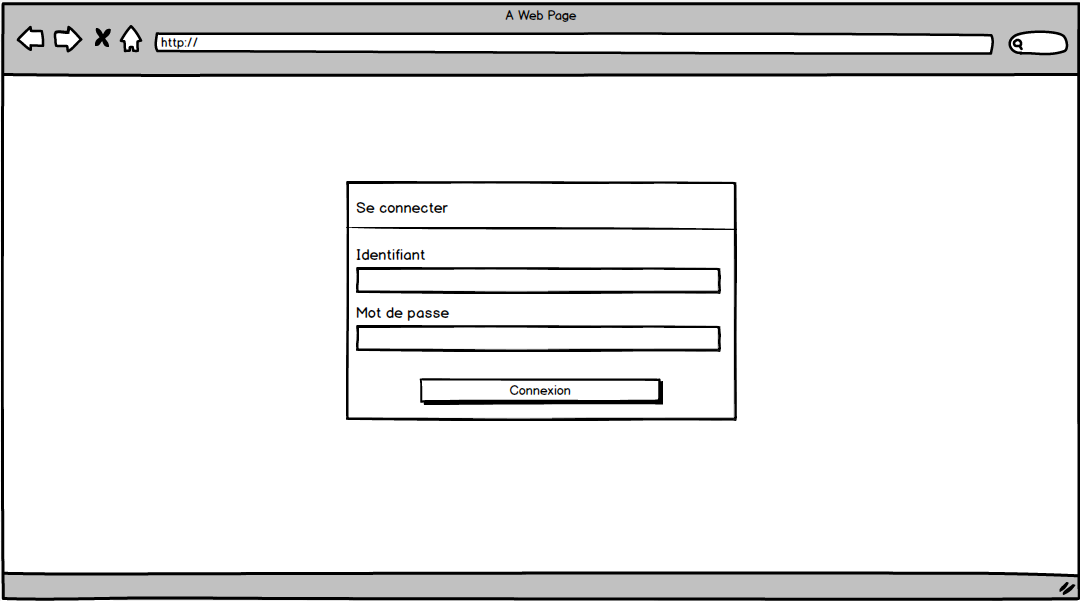 A Web Page
http://
Se connecter
Identifiant
Mot de passe
Connexion